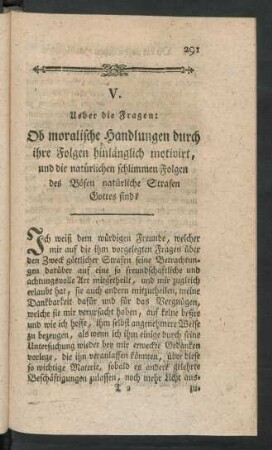 291
V.
Ueber die Fragen:
Ob moralische Handlungen durch
ihre Folgen hinlänglich motivirt,
und die natürlichen schlimmen Folgen
des Bösen natürliche Strafen
Gottes sind?
Ich weiß dem würdigen Freunde, welcher
mir auf die ihm vorgelegten Fragen über
den Zweck göttlicher Strafen seine Betrachtun-
gen darüber auf eine so freundschaftliche und
achtungsvolle Art mitgetheilt, und mir zugleich
erlaubt hat, sie auch andern mitzutheilen, meine
Dankbarkeit dafür und für das Vergnügen,
welche sie mir verursacht haben, auf keine bessre
und wie ich hoffe, ihm selbst angenehmere Weise
zu bezeugen, als wenn ich ihm einige durch seine
Untersuchung wieder bey mir erweckte Gedanken
vorlege, die ihn veranlassen könnten, über diese
so wichtige Materie, sobald es andere gelehrte
Beschäftigungen zulassen, noch mehr Licht aus-
T 2
zu-